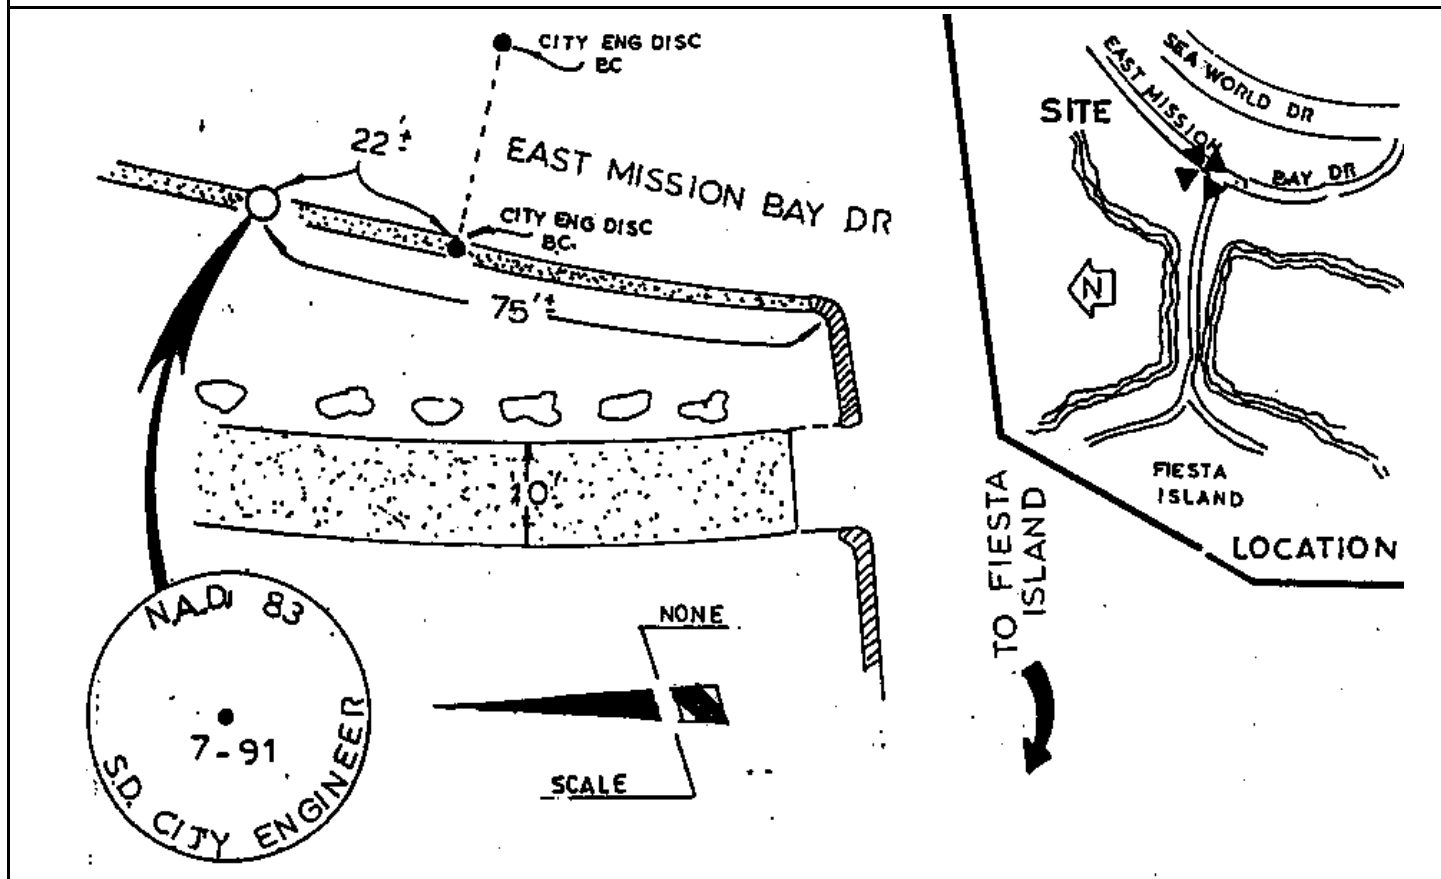 CITY ENG DISC
BC
22'±
EAST MISSION BAY DR
CITY ENG DISC
BC
75'±
10'
N.A.D. 83
7-91
S.D. CITY ENGINEER
NONE
SCALE
TO FIESTA
ISLAND
SEA WORLD DR
EAST MISSION
BAY DR
SITE
N
FIESTA
ISLAND
LOCATION